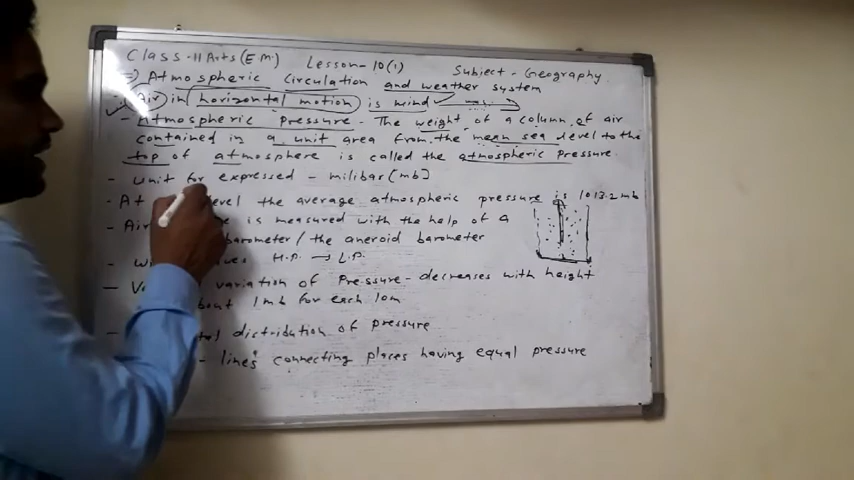 Class-11 Arts (EM) Lesson-10(1) Subject-Geography
=) Atmospheric Circulation and weather system
- Air in horizontal motion is wind
- Atmospheric pressure - The weight of a column of air
contained in a unit area from the mean sea level to the
top of atmosphere is called the atmospheric pressure.
- unit for expressed - milibar [mb]
- At level the average atmospheric pressure is 1013.2 mb
- Air is measured with the help of a
barometer / the aneroid barometer
- H.P. → L.P.
- variation of Pressure - decreases with height
1mb for each 10m
- distribution of pressure
- lines connecting places having equal pressure